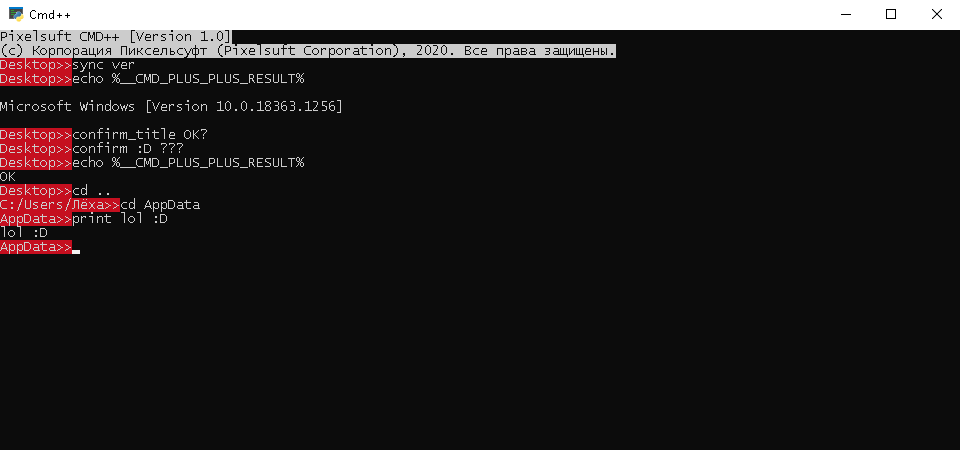 Cmd++
Pixelsuft CMD++ [Version 1.0]
(c) Корпорация Пиксельсуфт (Pixelsuft Corporation), 2020. Все права защищены.
Desktop>>sync ver
Desktop>>echo %__CMD_PLUS_PLUS_RESULT%
Microsoft Windows [Version 10.0.18363.1256]
Desktop>>confirm_title OK?
Desktop>>confirm :D ???
Desktop>>echo %__CMD_PLUS_PLUS_RESULT%
OK
Desktop>>cd ..
C:/Users/Лёха>>cd AppData
AppData>>print lol :D
lol :D
AppData>>